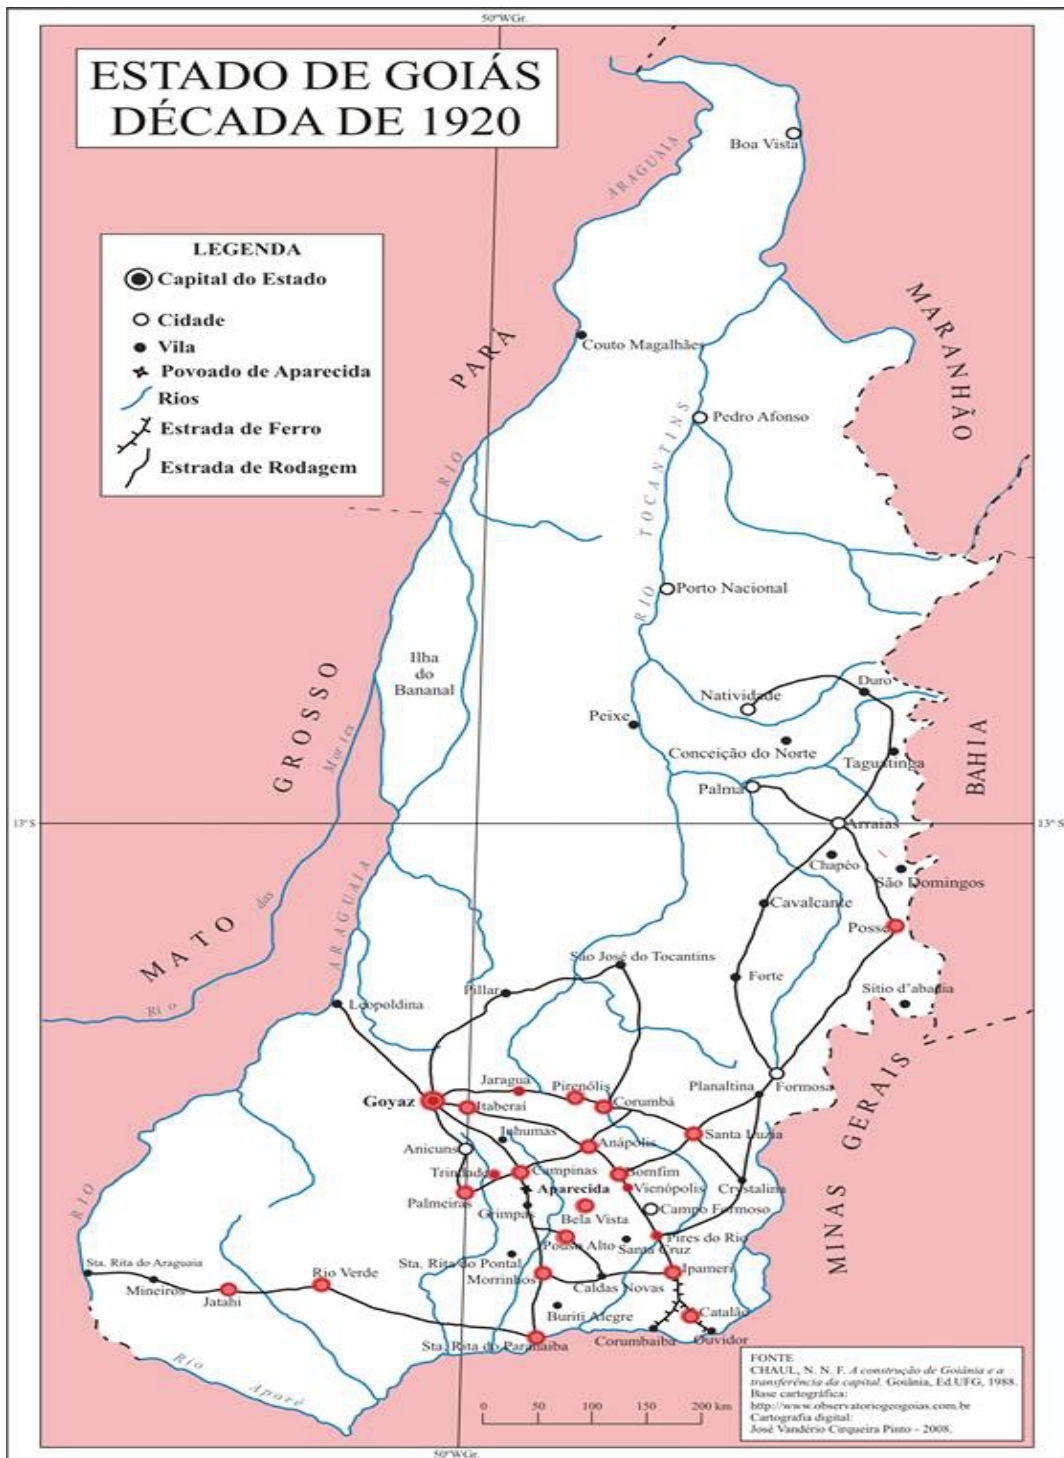 50°WGr.
ESTADO DE GOIÁS
DÉCADA DE 1920
LEGENDA
Capital do Estado
Cidade
Vila
Povoado de Aparecida
Rios
Estrada de Ferro
Estrada de Rodagem
Boa Vista
ARAGUAIA
MARANHÃO
PARÁ
Couto Magalhães
Pedro Afonso
RIO
TOCANTINS
RIO
Porto Nacional
Ilha
do
Bananal
GROSSO
Mortes
Duro
Natividade
Peixe
Conceição do Norte
Taguatinga
BAHIA
Palma
13° S
13° S
Arraias
Chapéo
São Domingos
ARAGUAIA
das
Cavalcante
MATO
Posse
São José do Tocantins
Forte
Pillar
Sítio d'abadia
Rio
Leopoldina
GERAIS
Jaragua
Pirenólis
Planaltina
Formosa
Goyaz
Itaberaí
Corumbá
Inhumas
Anápolis
Santa Luzia
Anicuns
Trindade
Campinas
Bomfim
Crystalina
Aparecida
Vienópolis
RIO
Palmeiras
Grimpas
Bela Vista
Campo Formoso
MINAS
Pouso Alto
Santa Cruz
Pires do Rio
Sta. Rita do Araguaia
Sta. Rita do Pontal
Rio Verde
Morrinhos
Ipameri
Mineiros
Jatahi
Caldas Novas
Buriti Alegre
Catalão
Sta. Rita do Paranaiba
Corumbaiba
Ouvidor
Rio
Aporé
0 50 100 150 200 km
FONTE
CHAUL, N. N. F. A construção de Goiânia e a
transferência da capital. Goiânia, Ed.UFG, 1988.
Base cartográfica:
http://www.observatoriogeogoias.com.br
Cartografia digital:
José Vandério Cirqueira Pinto - 2008.
50°WGr.